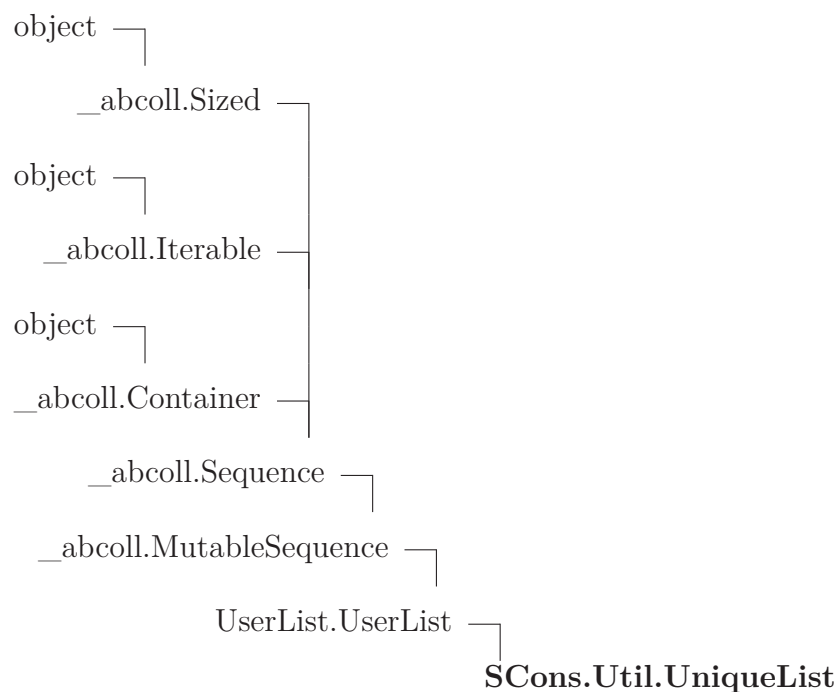 object
_abcoll.Sized
object
_abcoll.Iterable
object
_abcoll.Container
_abcoll.Sequence
_abcoll.MutableSequence
UserList.UserList
SCons.Util.UniqueList